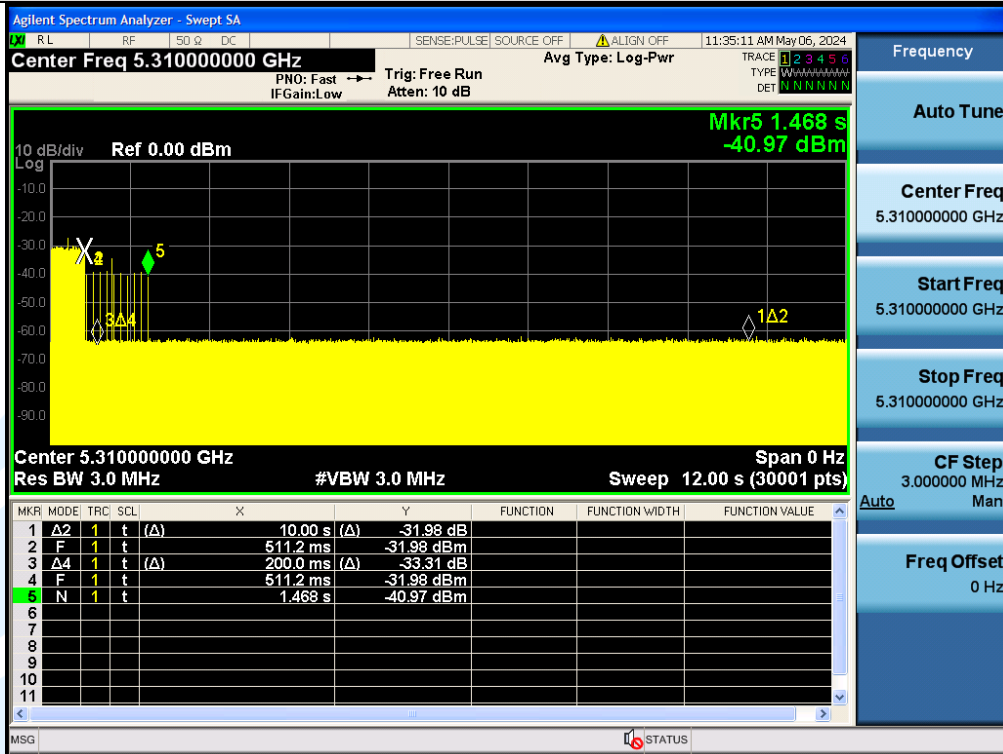 Agilent Spectrum Analyzer - Swept SA
LXI RL RF 50 Ω DC SENSE:PULSE SOURCE OFF ALIGN OFF 11:35:11 AM May 06, 2024
Center Freq 5.310000000 GHz
PNO: Fast
IFGain:Low
Trig: Free Run
Atten: 10 dB
Avg Type: Log-Pwr
TRACE 1 2 3 4 5 6
TYPE W
DET N N N N N N
Mkr5 1.468 s
-40.97 dBm
10 dB/div Ref 0.00 dBm
Log
-10.0
-20.0
-30.0
-40.0
-50.0
-60.0
-70.0
-80.0
-90.0
5
3Δ4
1Δ2
Center 5.310000000 GHz Span 0 Hz
Res BW 3.0 MHz #VBW 3.0 MHz Sweep 12.00 s (30001 pts)
MKR MODE TRC SCL X Y FUNCTION FUNCTION WIDTH FUNCTION VALUE
1 Δ2 1 t (Δ) 10.00 s (Δ) -31.98 dB
2 F 1 t 511.2 ms -31.98 dBm
3 Δ4 1 t (Δ) 200.0 ms (Δ) -33.31 dB
4 F 1 t 511.2 ms -31.98 dBm
5 N 1 t 1.468 s -40.97 dBm
6
7
8
9
10
11
MSG STATUS
Frequency
Auto Tune
Center Freq
5.310000000 GHz
Start Freq
5.310000000 GHz
Stop Freq
5.310000000 GHz
CF Step
3.000000 MHz
Auto Man
Freq Offset
0 Hz